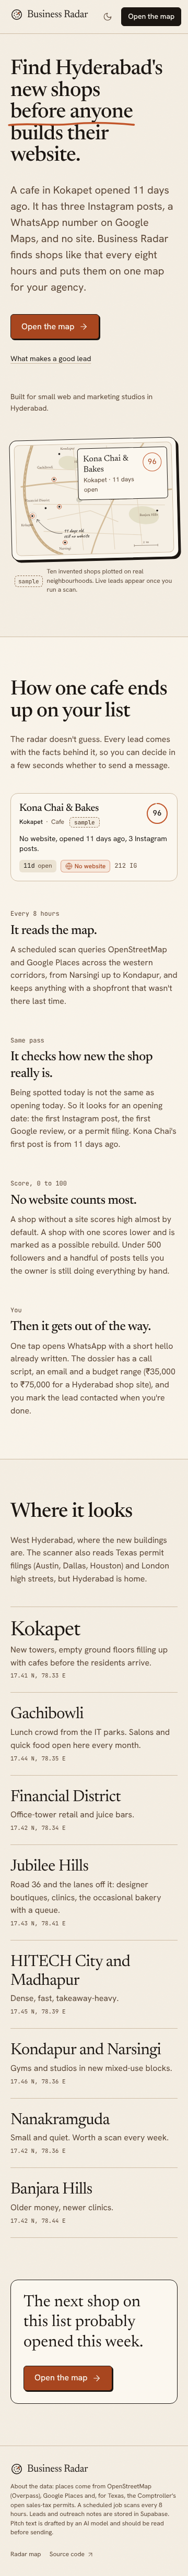 Business Radar
Open the map
Find Hyderabad's
new shops
before anyone
builds their
website.
A cafe in Kokapet opened 11 days
ago. It has three Instagram posts, a
WhatsApp number on Google
Maps, and no site. Business Radar
finds shops like that every eight
hours and puts them on one map
for your agency.
Open the map →
What makes a good lead
Built for small web and marketing studios in
Hyderabad.
Kona Chai &
Bakes
96
Kokapet · 11 days
open
11 days old,
still no website
sample
Ten invented shops plotted on real
neighbourhoods. Live leads appear once you
run a scan.
How one cafe ends
up on your list
The radar doesn't guess. Every lead comes
with the facts behind it, so you can decide in
a few seconds whether to send a message.
Kona Chai & Bakes
96
Kokapet · Cafe sample
No website, opened 11 days ago, 3 Instagram
posts.
11d open No website 212 IG
Every 8 hours
It reads the map.
A scheduled scan queries OpenStreetMap
and Google Places across the western
corridors, from Narsingi up to Kondapur, and
keeps anything with a shopfront that wasn't
there last time.
Same pass
It checks how new the shop
really is.
Being spotted today is not the same as
opening today. So it looks for an opening
date: the first Instagram post, the first
Google review, or a permit filing. Kona Chai's
first post is from 11 days ago.
Score, 0 to 100
No website counts most.
A shop without a site scores high almost by
default. A shop with one scores lower and is
marked as a possible rebuild. Under 500
followers and a handful of posts tells you
the owner is still doing everything by hand.
You
Then it gets out of the way.
One tap opens WhatsApp with a short hello
already written. The dossier has a call
script, an email and a budget range (₹35,000
to ₹75,000 for a Hyderabad shop site), and
you mark the lead contacted when you're
done.
Where it looks
West Hyderabad, where the new buildings
are. The scanner also reads Texas permit
filings (Austin, Dallas, Houston) and London
high streets, but Hyderabad is home.
Kokapet
New towers, empty ground floors filling up
with cafes before the residents arrive.
17.41 N, 78.33 E
Gachibowli
Lunch crowd from the IT parks. Salons and
quick food open here every month.
17.44 N, 78.35 E
Financial District
Office-tower retail and juice bars.
17.42 N, 78.34 E
Jubilee Hills
Road 36 and the lanes off it: designer
boutiques, clinics, the occasional bakery
with a queue.
17.43 N, 78.41 E
HITECH City and
Madhapur
Dense, fast, takeaway-heavy.
17.45 N, 78.39 E
Kondapur and Narsingi
Gyms and studios in new mixed-use blocks.
17.46 N, 78.36 E
Nanakramguda
Small and quiet. Worth a scan every week.
17.42 N, 78.36 E
Banjara Hills
Older money, newer clinics.
17.42 N, 78.44 E
The next shop on
this list probably
opened this week.
Open the map →
Business Radar
About the data: places come from OpenStreetMap
(Overpass), Google Places and, for Texas, the Comptroller's
open sales-tax permits. A scheduled job scans every 8
hours. Leads and outreach notes are stored in Supabase.
Pitch text is drafted by an AI model and should be read
before sending.
Radar map Source code ↗